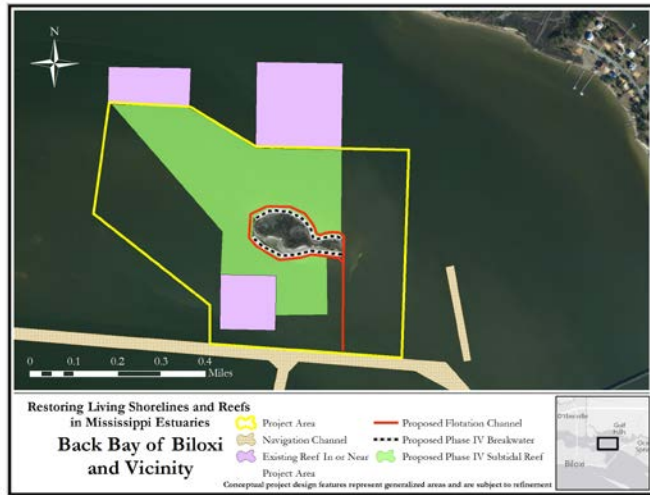 N
0 0.1 0.2 0.3 0.4
Miles
Restoring Living Shorelines and Reefs
in Mississippi Estuaries
Back Bay of Biloxi
and Vicinity
Project Area
Navigation Channel
Existing Reef In or Near
Project Area
Proposed Flotation Channel
Proposed Phase IV Breakwater
Proposed Phase IV Subtidal Reef
Conceptual project design features represent generalized areas and are subject to refinement
D'Iberville
Gulf
Hills
Biloxi